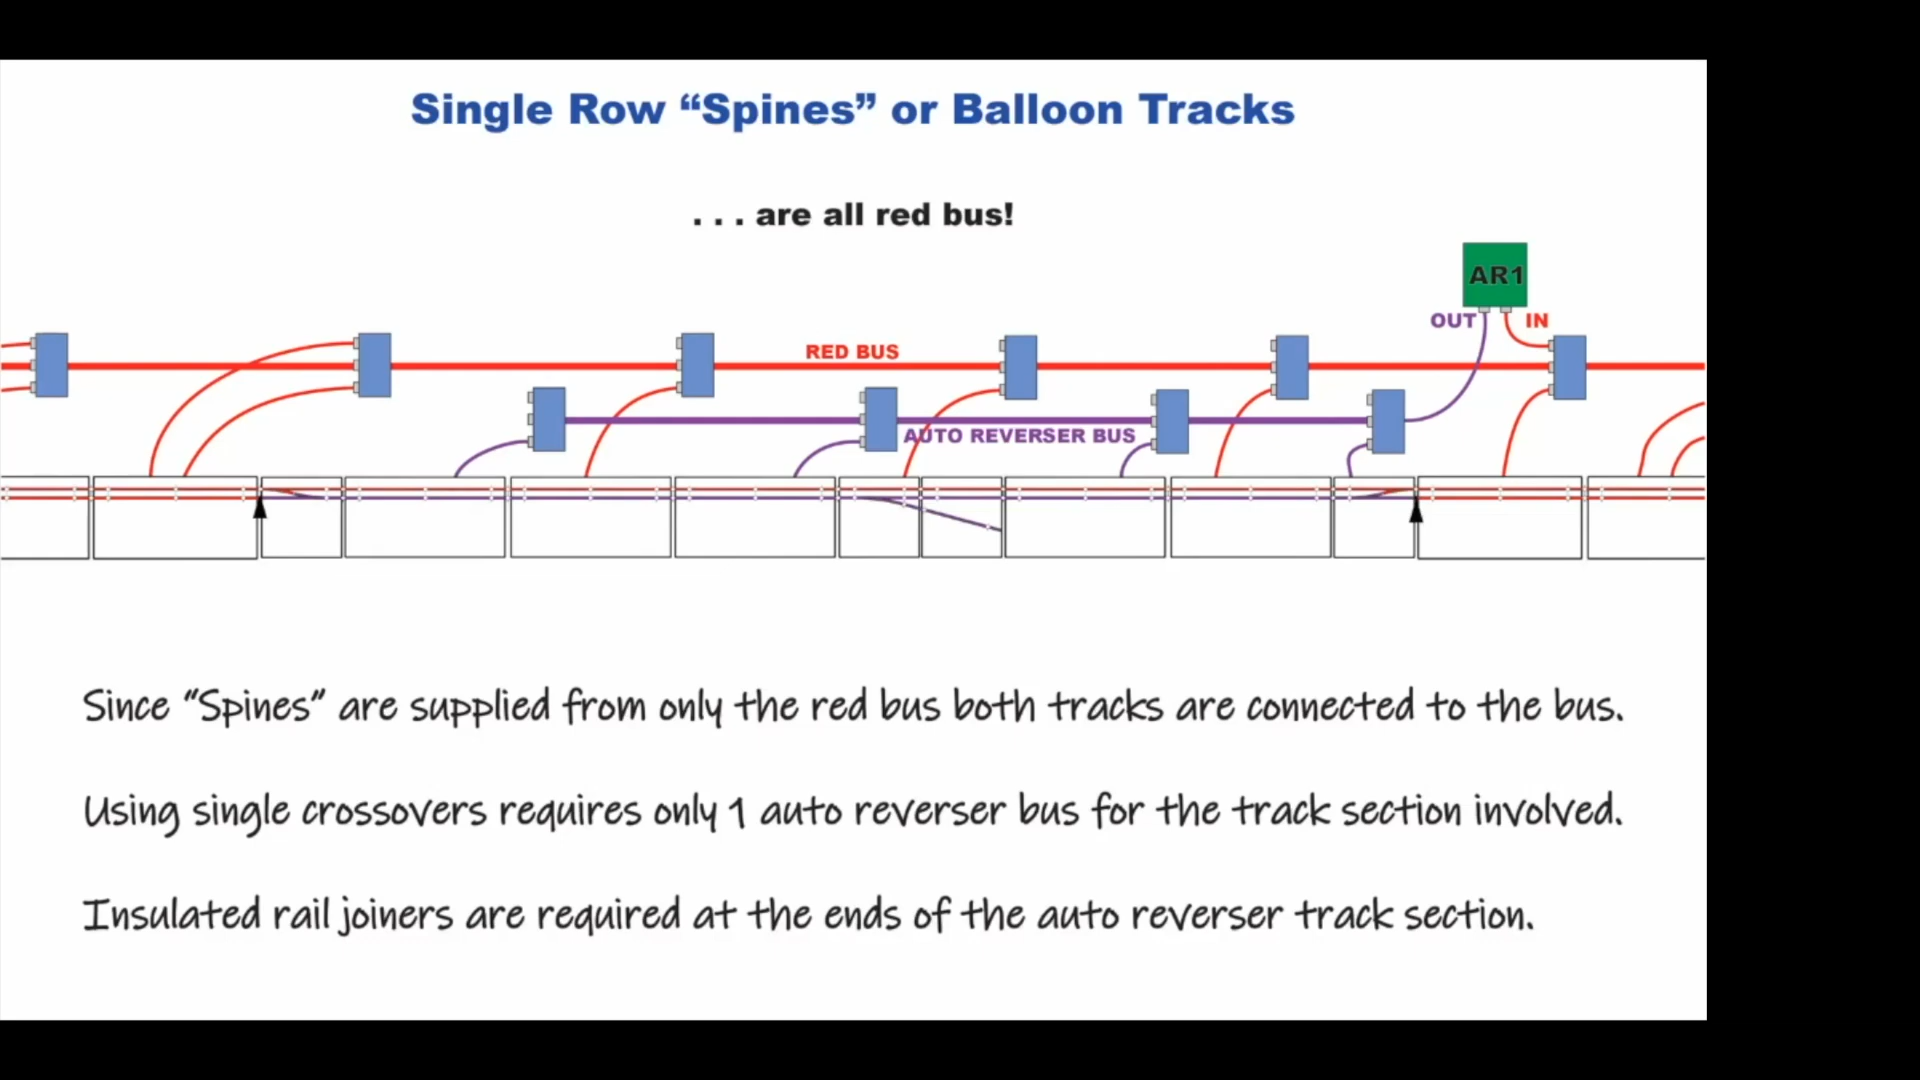 Single Row “Spines” or Balloon Tracks
. . . are all red bus!
AR1
OUT
IN
RED BUS
AUTO REVERSER BUS
Since “Spines” are supplied from only the red bus both tracks are connected to the bus.
Using single crossovers requires only 1 auto reverser bus for the track section involved.
Insulated rail joiners are required at the ends of the auto reverser track section.